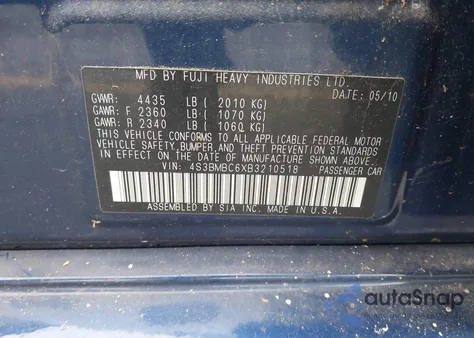 MFD BY FUJI HEAVY INDUSTRIES LTD.
DATE: 05/10
GVWR: 4435 LB ( 2010 KG)
GAWR: F 2360 LB ( 1070 KG)
GAWR: R 2340 LB ( 1060 KG)
THIS VEHICLE CONFORMS TO ALL APPLICABLE FEDERAL MOTOR
VEHICLE SAFETY, BUMPER, AND THEFT PREVENTION
STANDARDS IN EFFECT ON THE DATE OF MANUFACTURE SHOWN ABOVE.
VIN: 4S3BMBC6XB3210518 PASSENGER CAR
ASSEMBLED BY SIA INC. MADE IN U.S.A.
autoSnap